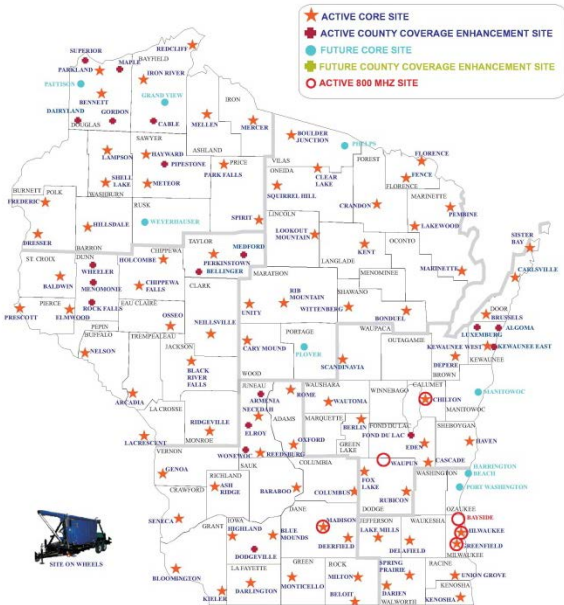 ACTIVE CORE SITE
ACTIVE COUNTY COVERAGE ENHANCEMENT SITE
FUTURE CORE SITE
FUTURE COUNTY COVERAGE ENHANCEMENT SITE
ACTIVE 800 MHZ SITE
REDCLIFF
SUPERIOR
MAPLE
BAYFIELD
PARKLAND
IRON RIVER
PATTISON
BENNETT
GRAND VIEW
DAIRYLAND
GORDON
CABLE
DOUGLAS
MELLEN
IRON
MERCER
ASHLAND
SAWYER
BOULDER
JUNCTION
PHELPS
VILAS
FOREST
FLORENCE
LAMPSON
HAYWARD
PIPESTONE
PRICE
PARK FALLS
ONEIDA
CLEAR
LAKE
FENCE
FLORENCE
SHELL
LAKE
METEOR
WASHBURN
SQUIRREL HILL
CRANDON
MARINETTE
PEMBINE
BURNETT
POLK
FREDERIC
RUSK
WEYERHAUSER
SPIRIT
LINCOLN
LOOKOUT
MOUNTAIN
LAKEWOOD
HILLSDALE
DRESSER
BARRON
CHIPPEWA
TAYLOR
MEDFORD
PERKINSTOWN
BELLINGER
LANGLADE
KENT
OCONTO
SISTER
BAY
ST. CROIX
DUNN
WHEELER
HOLCOMBE
MARATHON
MENOMINEE
MARINETTE
CARLSVILLE
BALDWIN
MENOMONIE
CHIPPEWA
FALLS
CLARK
RIB
MOUNTAIN
SHAWANO
WITTENBERG
UNITY
BONDUEL
DOOR
BRUSSELS
PIERCE
ROCK FALLS
EAU CLAIRE
PRESCOTT
ELMWOOD
OSSEO
NEILLSVILLE
PEPIN
BUFFALO
TREMPEALEAU
PORTAGE
WAUPACA
OUTAGAMIE
LUXEMBURG
ALGOMA
KEWAUNEE WEST
KEWAUNEE EAST
NELSON
JACKSON
BLACK
RIVER
FALLS
CARY MOUND
PLOVER
SCANDINAVIA
DEPERE
KEWAUNEE
BROWN
WOOD
ARCADIA
JUNEAU
ARMENIA
ROME
WAUSHARA
WAUTOMA
WINNEBAGO
CALUMET
CHILTON
MANITOWOC
MANITOWOC
LA CROSSE
NECEDAH
ADAMS
MARQUETTE
RIDGEVILLE
MONROE
ELROY
OXFORD
BERLIN
FOND DU LAC
FOND DU LAC
SHEBOYGAN
LACRESCENT
WONEWOC
REEDSBURG
GREEN
LAKE
EDEN
HAVEN
VERNON
SAUK
COLUMBIA
WAUPUN
CASCADE
GENOA
RICHLAND
ASH
RIDGE
BARABOO
COLUMBUS
FOX
LAKE
WASHINGTON
HARRINGTON
BEACH
CRAWFORD
DANE
DODGE
RUBICON
PORT WASHINGTON
OZAUKEE
SENECA
GRANT
IOWA
HIGHLAND
BLUE
MOUNDS
MADISON
JEFFERSON
WAUKESHA
BAYSIDE
LAKE MILLS
MILWAUKEE
DODGEVILLE
DEERFIELD
DELAFIELD
GREENFIELD
MILWAUKEE
SITE ON WHEELS
BLOOMINGTON
LA FAYETTE
GREEN
ROCK
SPRING
PRAIRIE
RACINE
UNION GROVE
KIELER
DARLINGTON
MONTICELLO
MILTON
BELOIT
DARIEN
WALWORTH
KENOSHA
KENOSHA